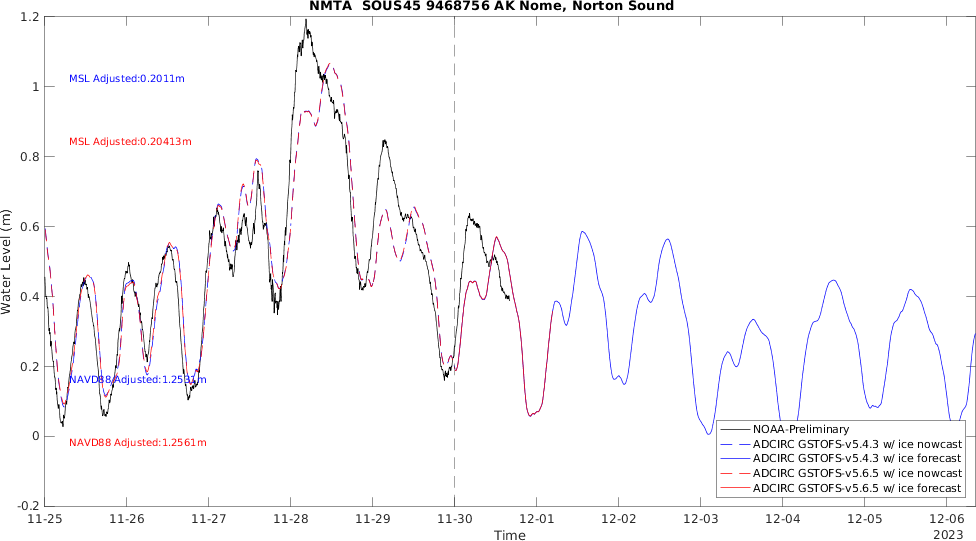 NMTA SOUS45 9468756 AK Nome, Norton Sound
1.2
1
0.8
0.6
0.4
0.2
0
-0.2
Water Level (m)
MSL Adjusted:0.2011m
MSL Adjusted:0.20413m
NAVD88 Adjusted:1.2531m
NAVD88 Adjusted:1.2561m
NOAA-Preliminary
ADCIRC GSTOFS-v5.4.3 w/ ice nowcast
ADCIRC GSTOFS-v5.4.3 w/ ice forecast
ADCIRC GSTOFS-v5.6.5 w/ ice nowcast
ADCIRC GSTOFS-v5.6.5 w/ ice forecast
11-25 11-26 11-27 11-28 11-29 11-30 12-01 12-02 12-03 12-04 12-05 12-06
2023
Time